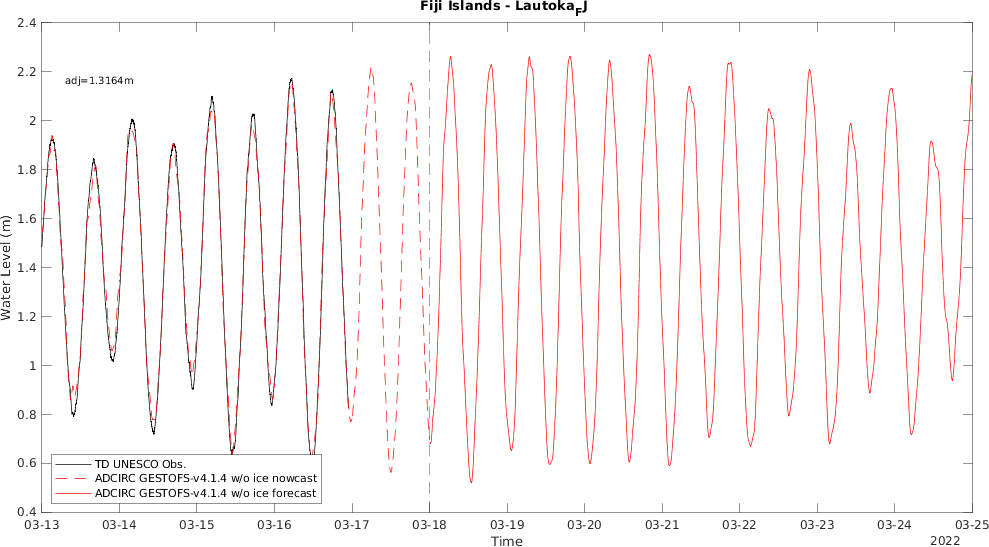 Fiji Islands - Lautoka_FJ
2.4
2.2
2
1.8
1.6
1.4
1.2
1
0.8
0.6
0.4
Water Level (m)
adj=1.3164m
TD UNESCO Obs.
ADCIRC GESTOFS-v4.1.4 w/o ice nowcast
ADCIRC GESTOFS-v4.1.4 w/o ice forecast
03-13 03-14 03-15 03-16 03-17 03-18 03-19 03-20 03-21 03-22 03-23 03-24 03-25
Time
2022